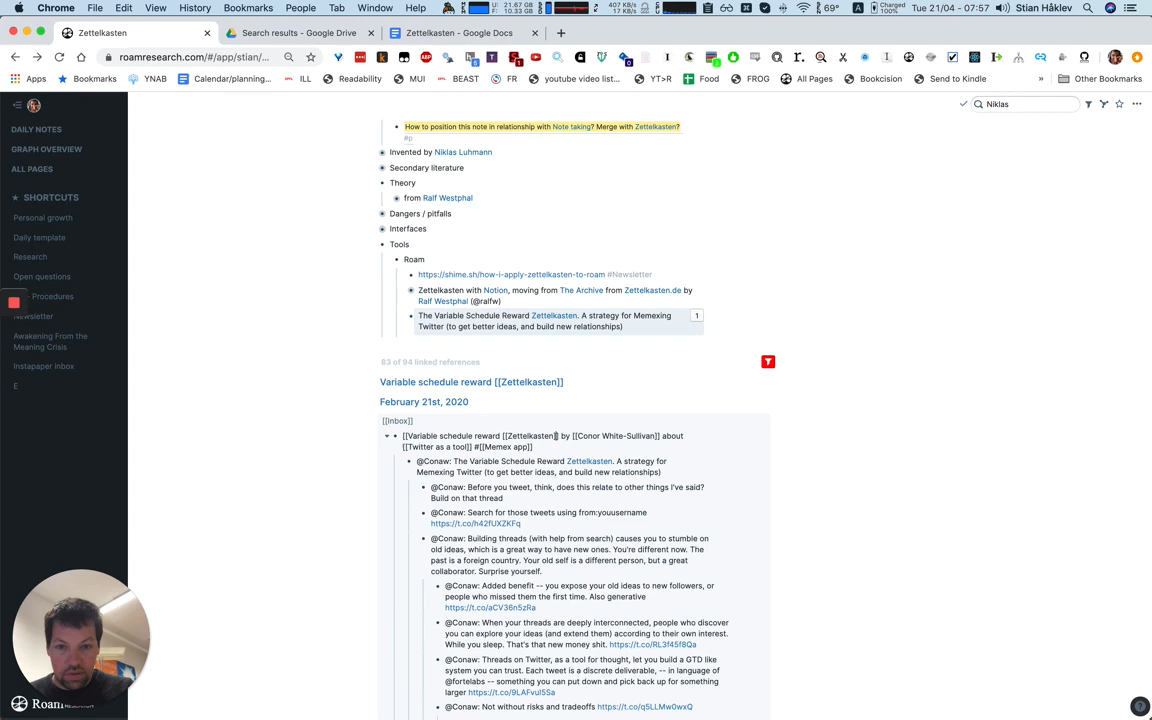 Chrome File Edit View History Bookmarks People Tab Window Help
U: 21.67 GB
F: 10.33 GB
407 KB/s
17 KB/s
69°
Charged
100%
Tue 21/04 - 07:57
Stian Håklev
Zettelkasten
Search results - Google Drive
Zettelkasten - Google Docs
roamresearch.com/#/app/stian/...
Apps Bookmarks YNAB Calendar/planning... ILL Readability MUI BEAST FR youtube video list... YT>R Food FROG All Pages Bookcision Send to Kindle » Other Bookmarks
Niklas
DAILY NOTES
GRAPH OVERVIEW
ALL PAGES
SHORTCUTS
Personal growth
Daily template
Research
Open questions
Procedures
Newsletter
Awakening From the
Meaning Crisis
Instapaper inbox
E
How to position this note in relationship with Note taking? Merge with Zettelkasten?
#p
Invented by Niklas Luhmann
Secondary literature
Theory
from Ralf Westphal
Dangers / pitfalls
Interfaces
Tools
Roam
https://shime.sh/how-i-apply-zettelkasten-to-roam #Newsletter
Zettelkasten with Notion, moving from The Archive from Zettelkasten.de by
Ralf Westphal (@ralfw)
The Variable Schedule Reward Zettelkasten. A strategy for Memexing
Twitter (to get better ideas, and build new relationships)
1
83 of 94 linked references
Variable schedule reward [[Zettelkasten]]
February 21st, 2020
[[Inbox]]
[[Variable schedule reward [[Zettelkasten]] by [[Conor White-Sullivan]] about
[[Twitter as a tool]] #[[Memex app]]
@Conaw: The Variable Schedule Reward Zettelkasten. A strategy for
Memexing Twitter (to get better ideas, and build new relationships)
@Conaw: Before you tweet, think, does this relate to other things I've said?
Build on that thread
@Conaw: Search for those tweets using from:youusername
https://t.co/h42fUXZKFq
@Conaw: Building threads (with help from search) causes you to stumble on
old ideas, which is a great way to have new ones. You're different now. The
past is a foreign country. Your old self is a different person, but a great
collaborator. Surprise yourself.
@Conaw: Added benefit -- you expose your old ideas to new followers, or
people who missed them the first time. Also generative
https://t.co/aCV36n5zRa
@Conaw: When your threads are deeply interconnected, people who discover
you can explore your ideas (and extend them) according to their own interest.
While you sleep. That's that new money shit. https://t.co/RL3f45f8Qa
@Conaw: Threads on Twitter, as a tool for thought, let you build a GTD like
system you can trust. Each tweet is a discrete deliverable, -- in language of
@fortelabs -- something you can put down and pick back up for something
larger https://t.co/9LAFvul5Sa
@Conaw: Not without risks and tradeoffs https://t.co/q5LLMw0wxQ
Roam